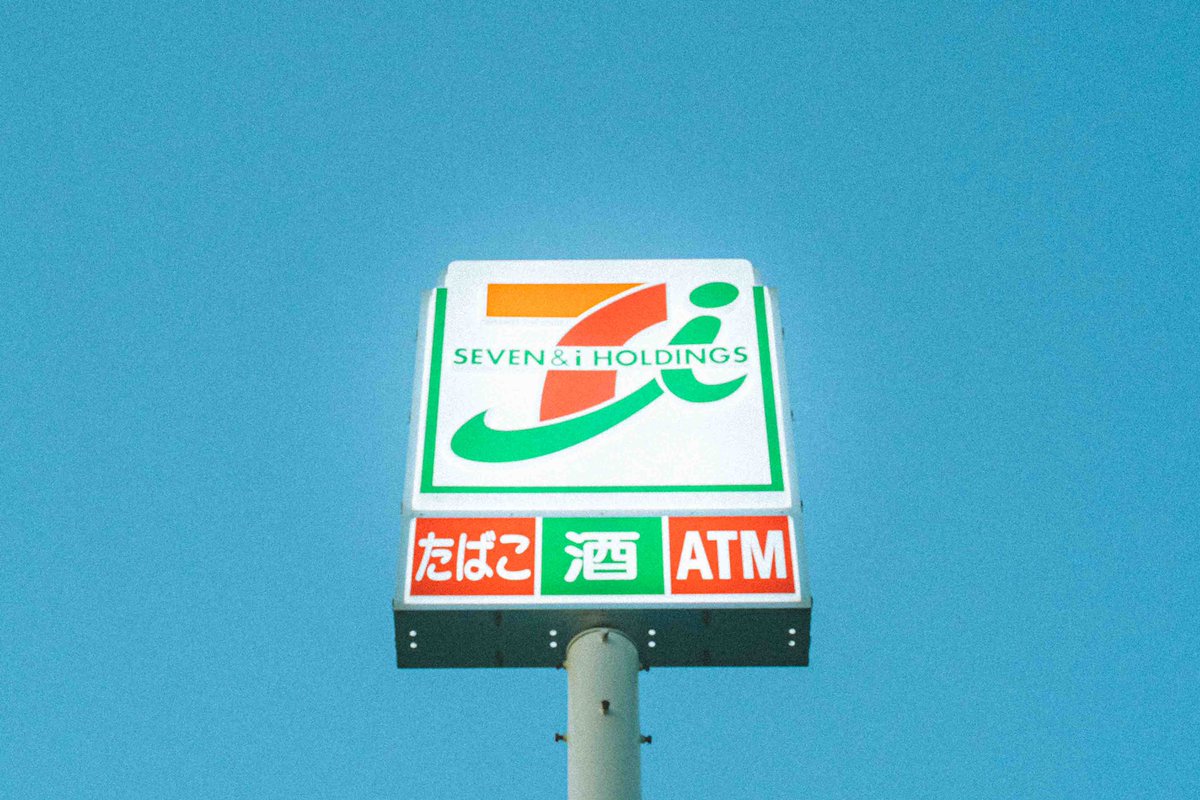 SEVEN & i HOLDINGS
たばこ 酒 ATM